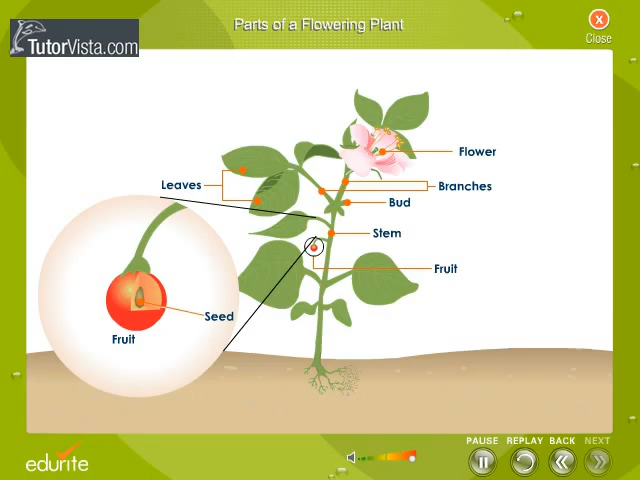 Parts of a Flowering Plant
TutorVista.com
X
Close
Flower
Leaves
Branches
Bud
Stem
Fruit
Seed
Fruit
PAUSE REPLAY BACK NEXT
edurite